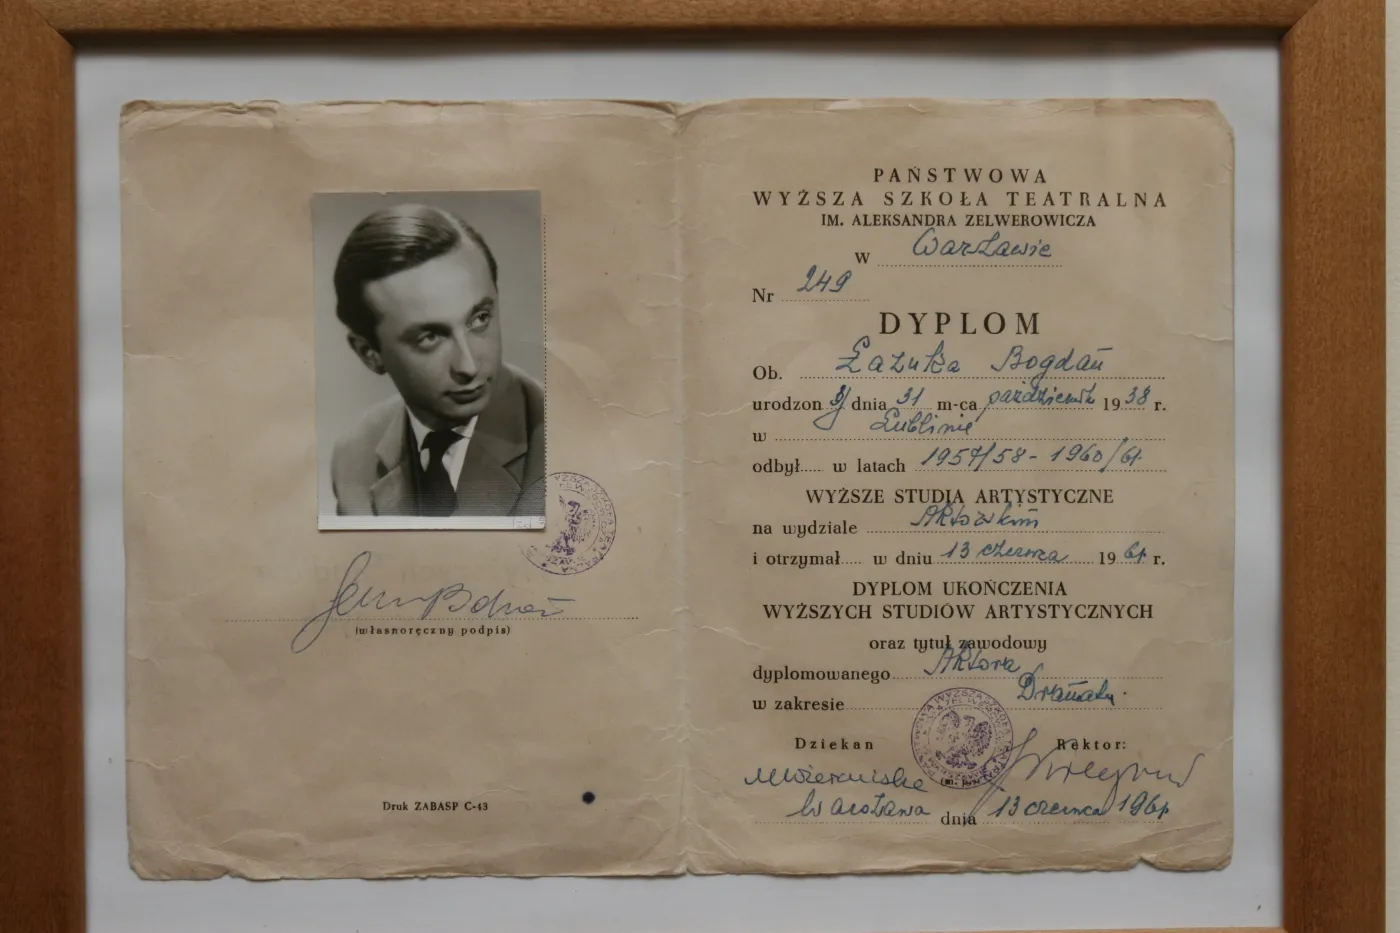 (własnoręczny podpis)
Druk ZABASP C-43
PAŃSTWOWA
WYŻSZA SZKOŁA TEATRALNA
IM. ALEKSANDRA ZELWEROWICZA
w Warszawie
Nr 249
DYPLOM
Ob. Łazuka Bogdan
urodzony dnia 31 m-ca października 1938 r.
w Lublinie
odbył w latach 1957/58 - 1960/61
WYŻSZE STUDIA ARTYSTYCZNE
na wydziale Aktorskim
i otrzymał w dniu 13 czerwca 1961 r.
DYPLOM UKOŃCZENIA
WYŻSZYCH STUDIÓW ARTYSTYCZNYCH
oraz tytuł zawodowy
dyplomowanego Aktora
w zakresie Dramatu
Dziekan Rektor:
Warszawa dnia 13 czerwca 1961